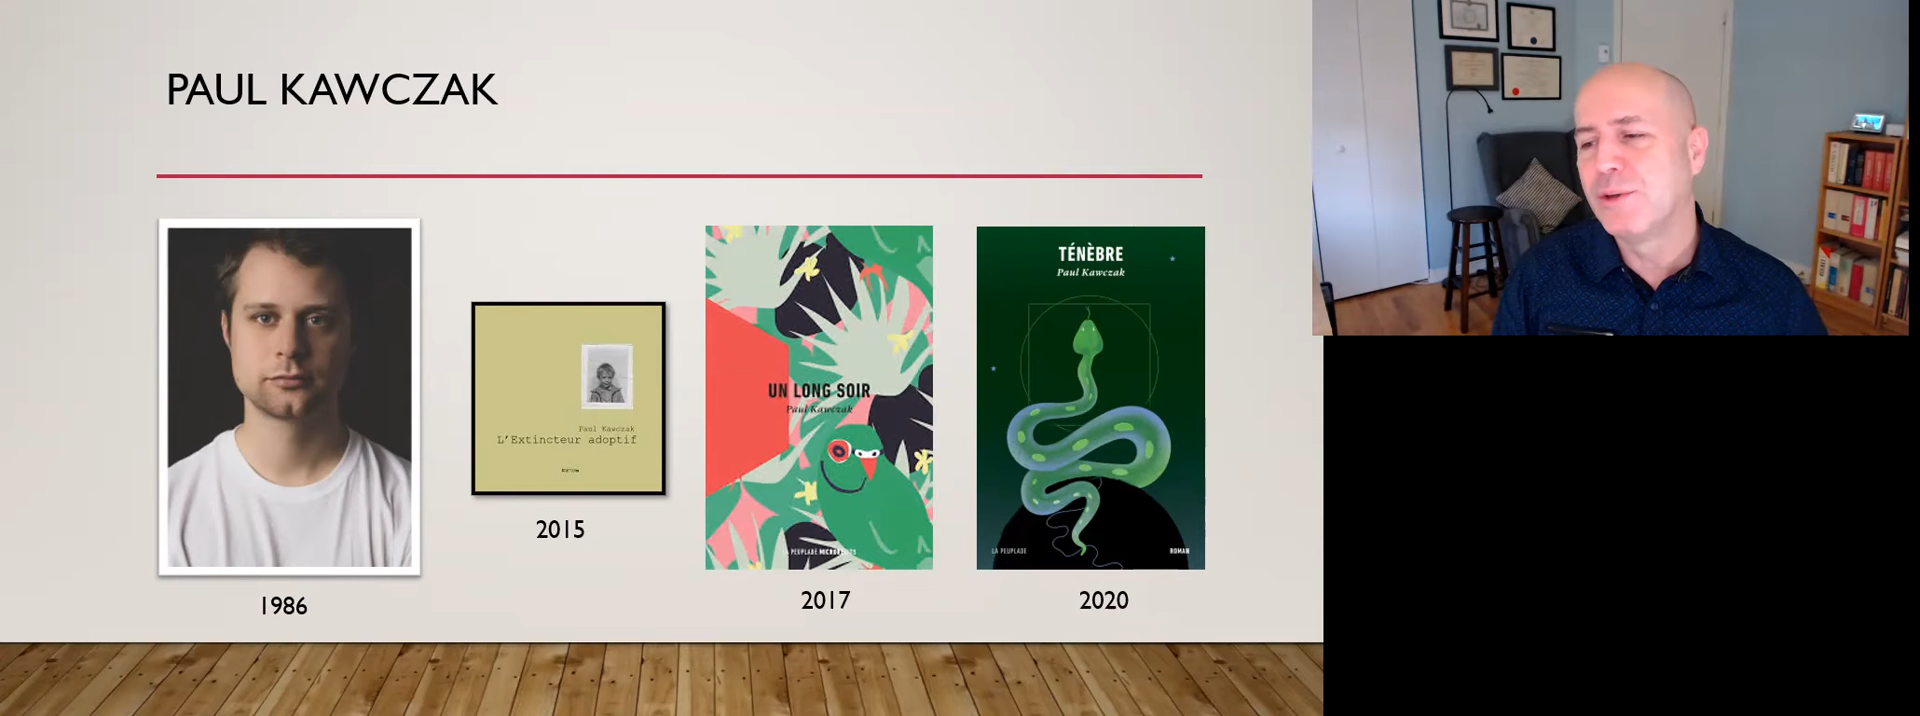 PAUL KAWCZAK
1986
Paul Kawczak
L'Extincteur adoptif
2015
UN LONG SOIR
Paul Kawczak
LA PEUPLADE
2017
TÉNÈBRE
Paul Kawczak
LA PEUPLADE
ROMAN
2020